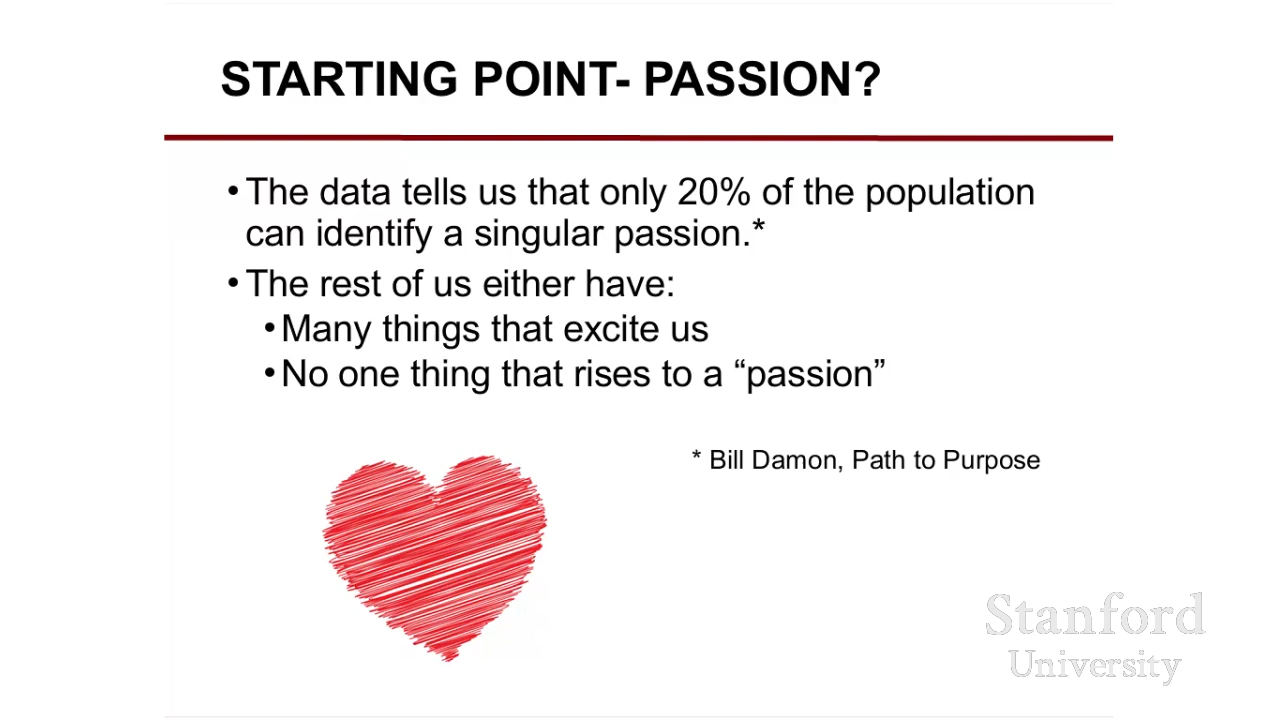 STARTING POINT- PASSION?
• The data tells us that only 20% of the population
can identify a singular passion.*
• The rest of us either have:
• Many things that excite us
• No one thing that rises to a “passion”
* Bill Damon, Path to Purpose
Stanford
University